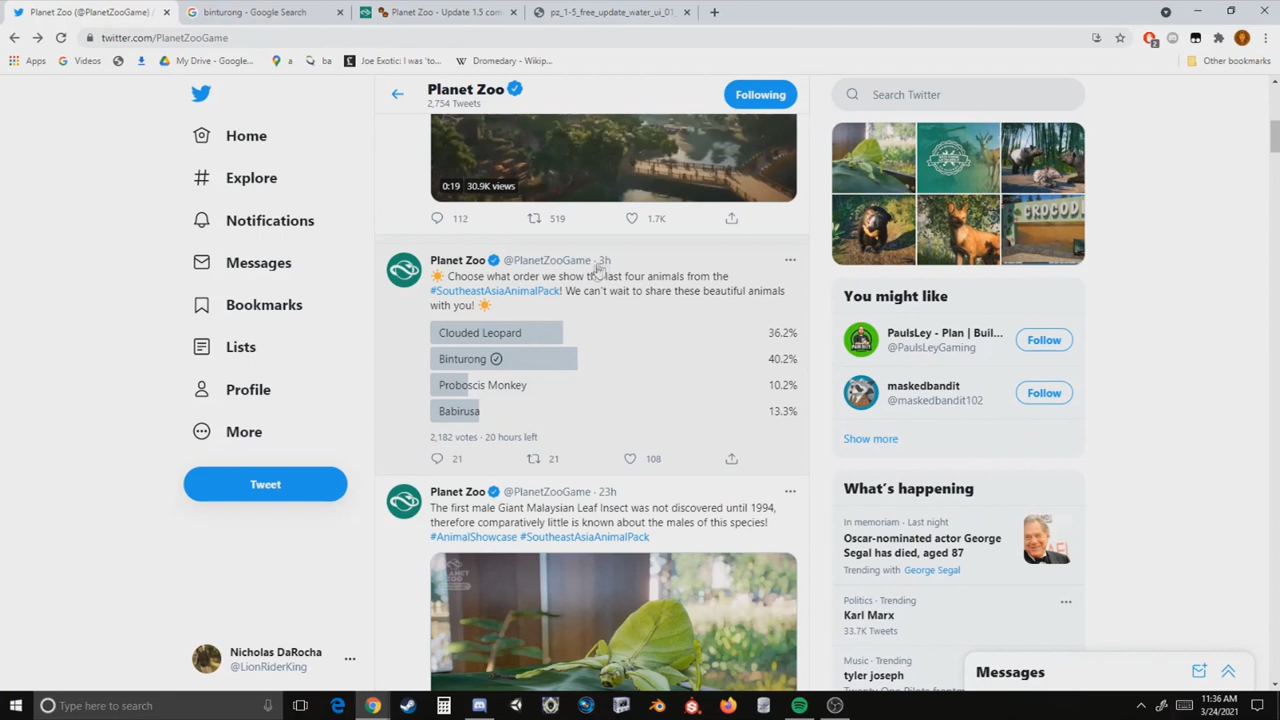 Planet Zoo (@PlanetZooGame) /
binturong - Google Search
Planet Zoo - Update 1.5 com
pz_1-5_free_update_water_ui_01
twitter.com/PlanetZooGame
Apps
Videos
My Drive - Google...
a
ba
Joe Exotic: I was 'to...
Dromedary - Wikip...
Other bookmarks
Home
Explore
Notifications
Messages
Bookmarks
Lists
Profile
More
Tweet
Nicholas DaRocha
@LionRiderKing
Planet Zoo
2,754 Tweets
Following
0:19 30.9K views
112 519 1.7K
Planet Zoo @PlanetZooGame · 3h
Choose what order we show the last four animals from the
#SoutheastAsiaAnimalPack! We can't wait to share these beautiful animals
with you!
Clouded Leopard 36.2%
Binturong 40.2%
Proboscis Monkey 10.2%
Babirusa 13.3%
2,182 votes · 20 hours left
21 21 108
Planet Zoo @PlanetZooGame · 23h
The first male Giant Malaysian Leaf Insect was not discovered until 1994,
therefore comparatively little is known about the males of this species!
#AnimalShowcase #SoutheastAsiaAnimalPack
PLANET
ZOO
Search Twitter
CROCODI
You might like
PaulsLey - Plan | Buil...
@PaulsLeyGaming
Follow
maskedbandit
@maskedbandit102
Follow
Show more
What's happening
In memoriam · Last night
Oscar-nominated actor George
Segal has died, aged 87
Trending with George Segal
Politics · Trending
Karl Marx
33.7K Tweets
Music · Trending
tyler joseph
Messages
Type here to search
11:36 AM
3/24/2021